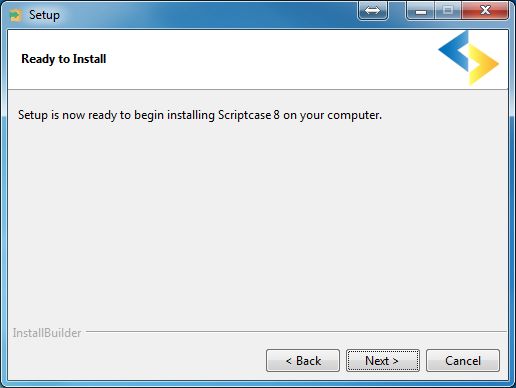 Setup
Ready to Install
Setup is now ready to begin installing Scriptcase 8 on your computer.
InstallBuilder
< Back
Next >
Cancel